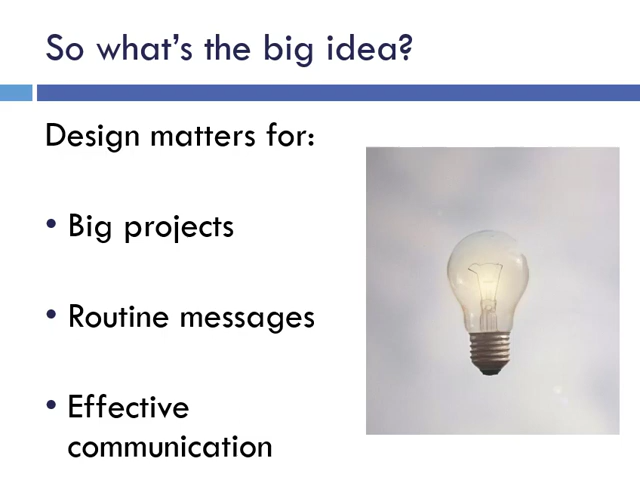 So what’s the big idea?
Design matters for:
• Big projects
• Routine messages
• Effective
communication